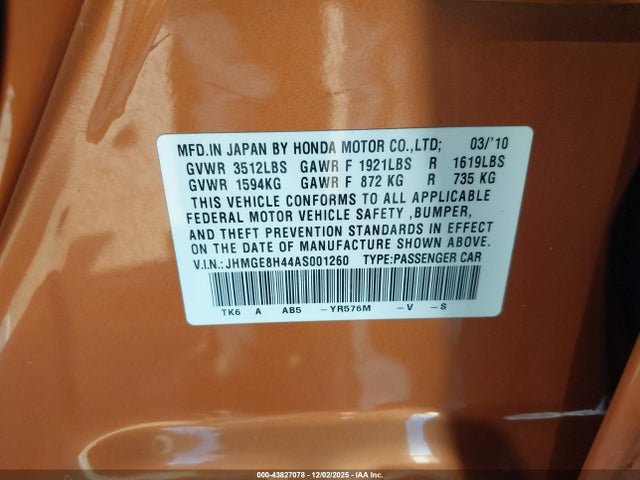 MFD.IN JAPAN BY HONDA MOTOR CO.,LTD; 03/'10
GVWR 3512LBS GAWR F 1921LBS R 1619LBS
GVWR 1594KG GAWR F 872 KG R 735 KG
THIS VEHICLE CONFORMS TO ALL APPLICABLE
FEDERAL MOTOR VEHICLE SAFETY ,BUMPER,
AND THEFT PREVENTION STANDARDS IN EFFECT
ON THE DATE OF MANUFACTURE SHOWN ABOVE.
V.I.N.: JHMGE8H44AS001260 TYPE:PASSENGER CAR
TK6 A AB5 -YR576M -V -S
000-43827078 - 12/02/2025 - IAA Inc.